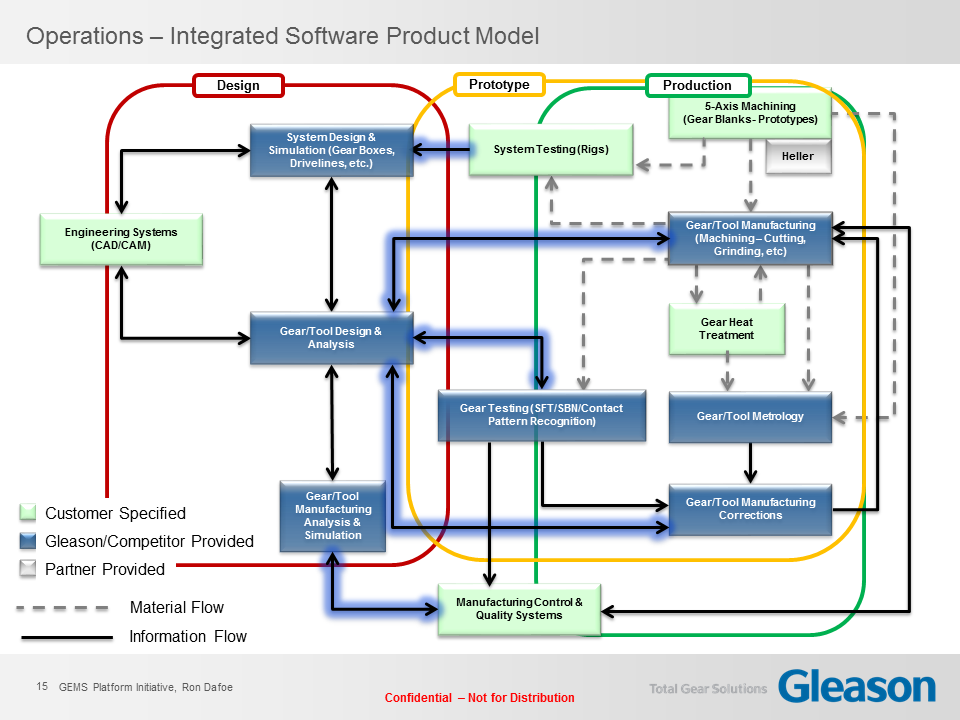 Operations – Integrated Software Product Model
Design
Prototype
Production
System Design &
Simulation (Gear Boxes,
Drivelines, etc.)
System Testing (Rigs)
5-Axis Machining
(Gear Blanks- Prototypes)
Heller
Engineering Systems
(CAD/CAM)
Gear/Tool Manufacturing
(Machining – Cutting,
Grinding, etc)
Gear/Tool Design &
Analysis
Gear Heat
Treatment
Gear Testing (SFT/SBN/Contact
Pattern Recognition)
Gear/Tool Metrology
Gear/Tool
Manufacturing
Analysis &
Simulation
Gear/Tool Manufacturing
Corrections
Manufacturing Control &
Quality Systems
Customer Specified
Gleason/Competitor Provided
Partner Provided
Material Flow
Information Flow
15 GEMS Platform Initiative, Ron Dafoe
Confidential – Not for Distribution
Total Gear Solutions Gleason